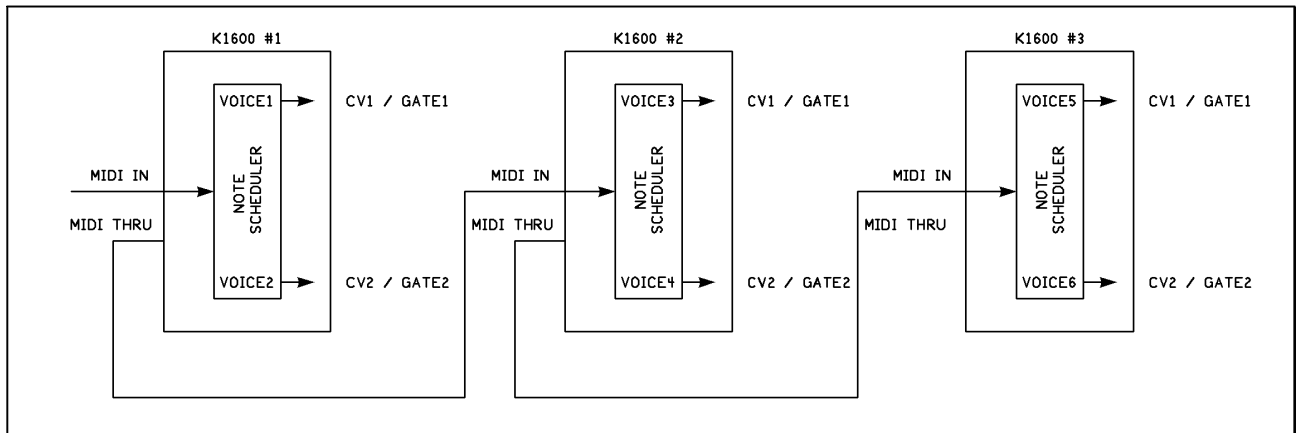 K1600 #1
VOICE1
CV1 / GATE1
MIDI IN
NOTE
SCHEDULER
MIDI THRU
VOICE2
CV2 / GATE2
K1600 #2
VOICE3
CV1 / GATE1
MIDI IN
NOTE
SCHEDULER
MIDI THRU
VOICE4
CV2 / GATE2
K1600 #3
VOICE5
CV1 / GATE1
MIDI IN
NOTE
SCHEDULER
MIDI THRU
VOICE6
CV2 / GATE2